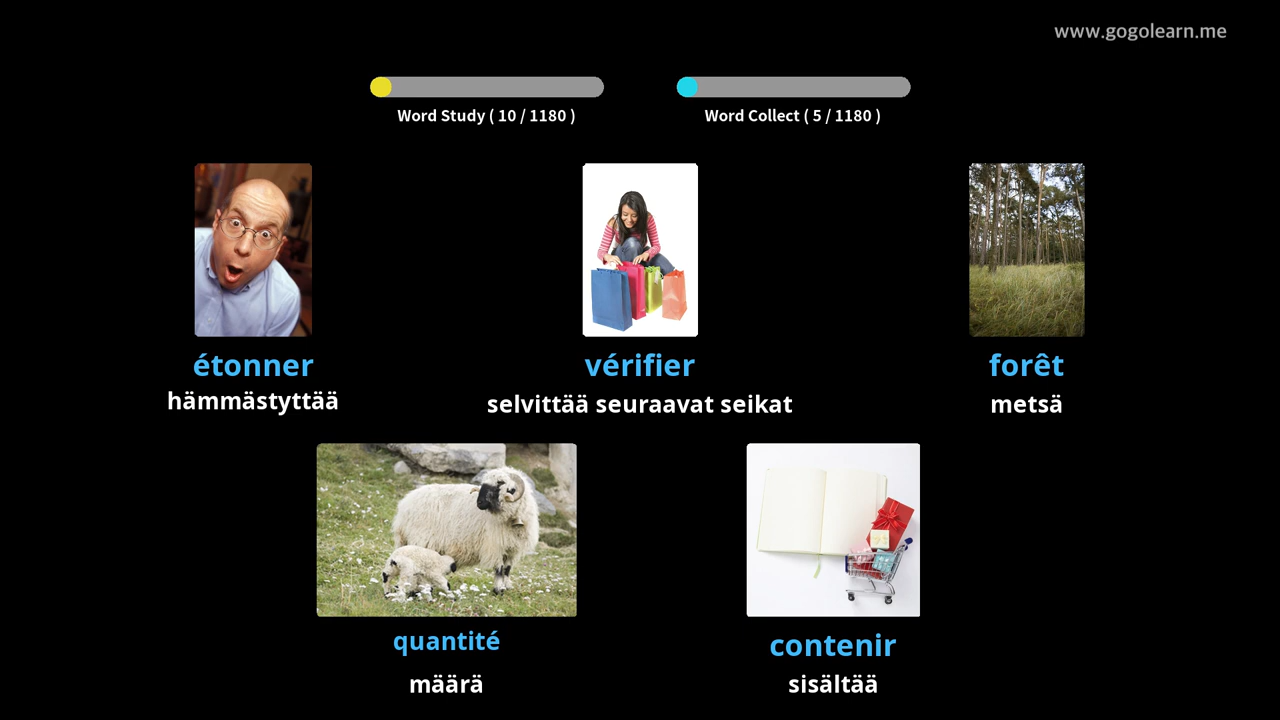 www.gogolearn.me
Word Study ( 10 / 1180 )
Word Collect ( 5 / 1180 )
étonner
hämmästyttää
vérifier
selvittää seuraavat seikat
forêt
metsä
quantité
määrä
contenir
sisältää